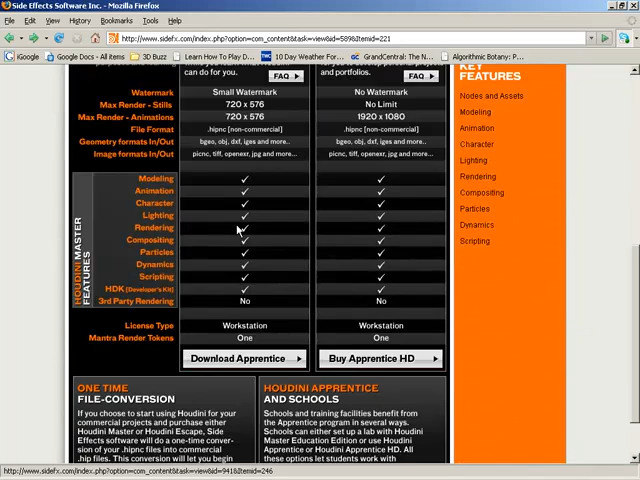 Side Effects Software Inc. - Mozilla Firefox
File Edit View History Bookmarks Tools Help
http://www.sidefx.com/index.php?option=com_content&task=view&id=589&Itemid=221
iGoogle Google Docs - All items 3D Buzz Learn How To Play D... 10 Day Weather For... GrandCentral: The N... Algorithmic Botany: P...
can do for you.
and portfolios.
FAQ
FAQ
Watermark Small Watermark No Watermark
Max Render - Stills 720 x 576 No Limit
Max Render - Animations 720 x 576 1920 x 1080
File Format .hipnc [non-commercial] .hipnc [non-commercial]
Geometry formats In/Out bgeo, obj, dxf, iges and more.. bgeo, obj, dxf, iges and more..
Image formats In/Out picnc, tiff, openexr, jpg and more... picnc, tiff, openexr, jpg and more...
HOUDINI MASTER
FEATURES
Modeling ✓ ✓
Animation ✓ ✓
Character ✓ ✓
Lighting ✓ ✓
Rendering ✓ ✓
Compositing ✓ ✓
Particles ✓ ✓
Dynamics ✓ ✓
Scripting ✓ ✓
HDK [Developer's Kit] ✓ ✓
3rd Party Rendering No No
License Type Workstation Workstation
Mantra Render Tokens One One
Download Apprentice
Buy Apprentice HD
ONE TIME
FILE-CONVERSION
If you choose to start using Houdini for your
commercial projects and purchase either
Houdini Master or Houdini Escape, Side
Effects software will do a one-time conver-
sion of your .hipnc files into commercial
.hip files. This conversion will let you begin
HOUDINI APPRENTICE
AND SCHOOLS
Schools and training facilities benefit from
the Apprentice program in several ways.
Schools can either set up a lab with Houdini
Master Education Edition or use Houdini
Apprentice or Houdini Apprentice HD. All
these options let students work with
KEY
FEATURES
Nodes and Assets
Modeling
Animation
Character
Lighting
Rendering
Compositing
Particles
Dynamics
Scripting
http://www.sidefx.com/index.php?option=com_content&task=view&id=941&Itemid=246